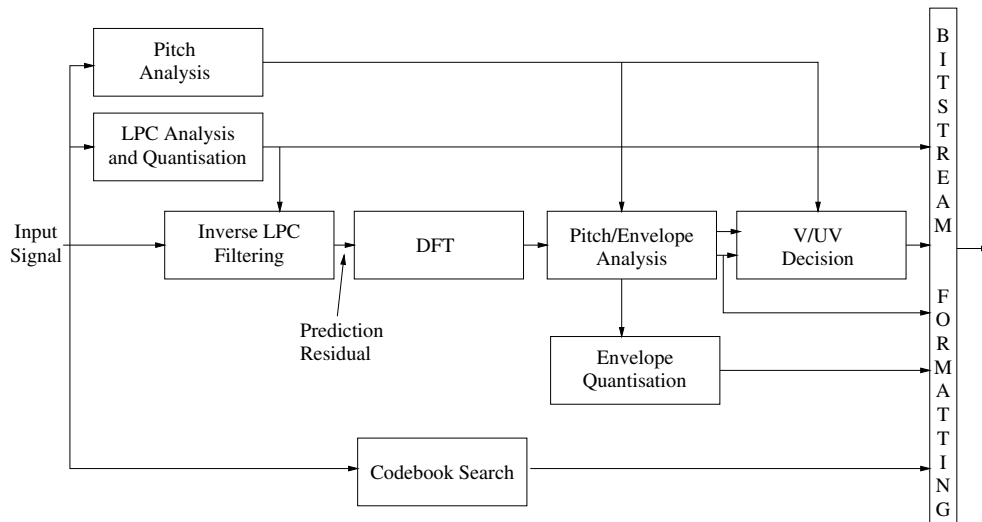 Pitch
Analysis
LPC Analysis
and Quantisation
Input
Signal
Inverse LPC
Filtering
DFT
Pitch/Envelope
Analysis
V/UV
Decision
Prediction
Residual
Envelope
Quantisation
Codebook Search
BITSTREAM FORMATTING